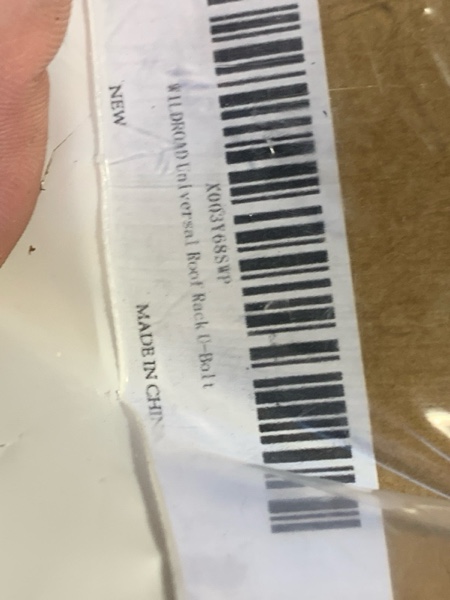 X003Y68SWP
WILDROAD Universal Roof Rack U-Bolt
NEW
MADE IN CHIN